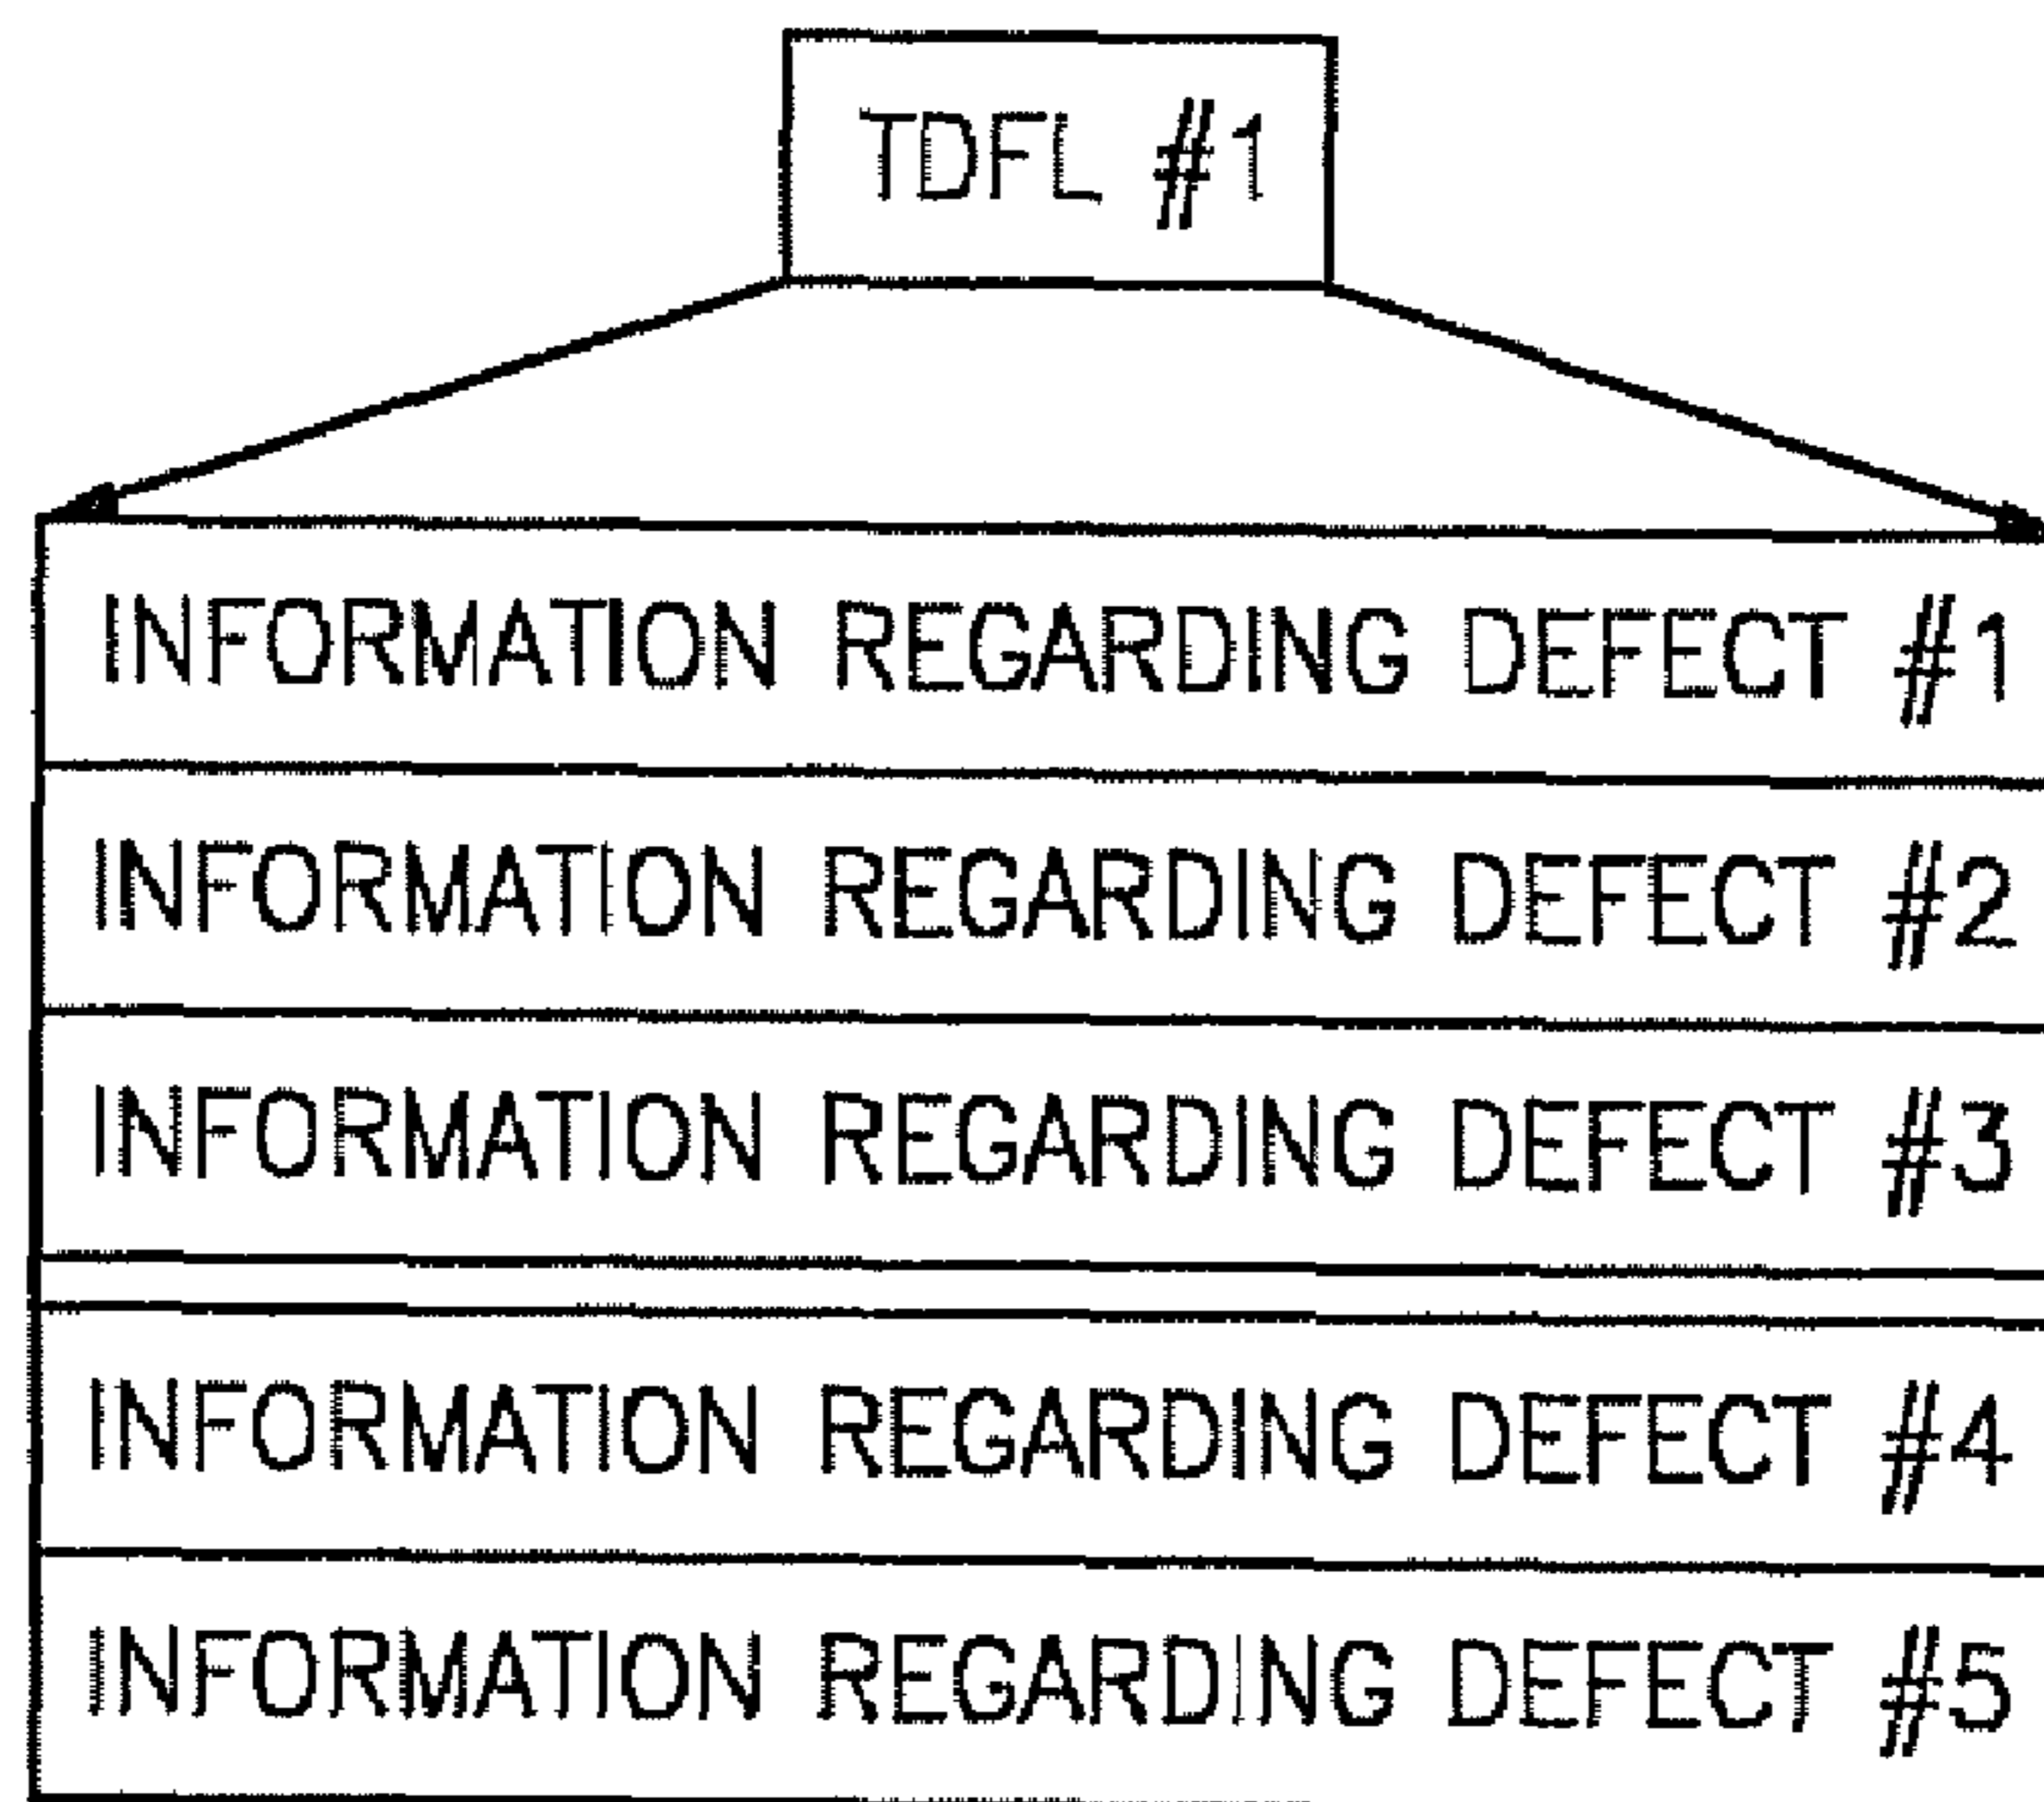 TDFL #1
INFORMATION REGARDING DEFECT #1
INFORMATION REGARDING DEFECT #2
INFORMATION REGARDING DEFECT #3
INFORMATION REGARDING DEFECT #4
INFORMATION REGARDING DEFECT #5